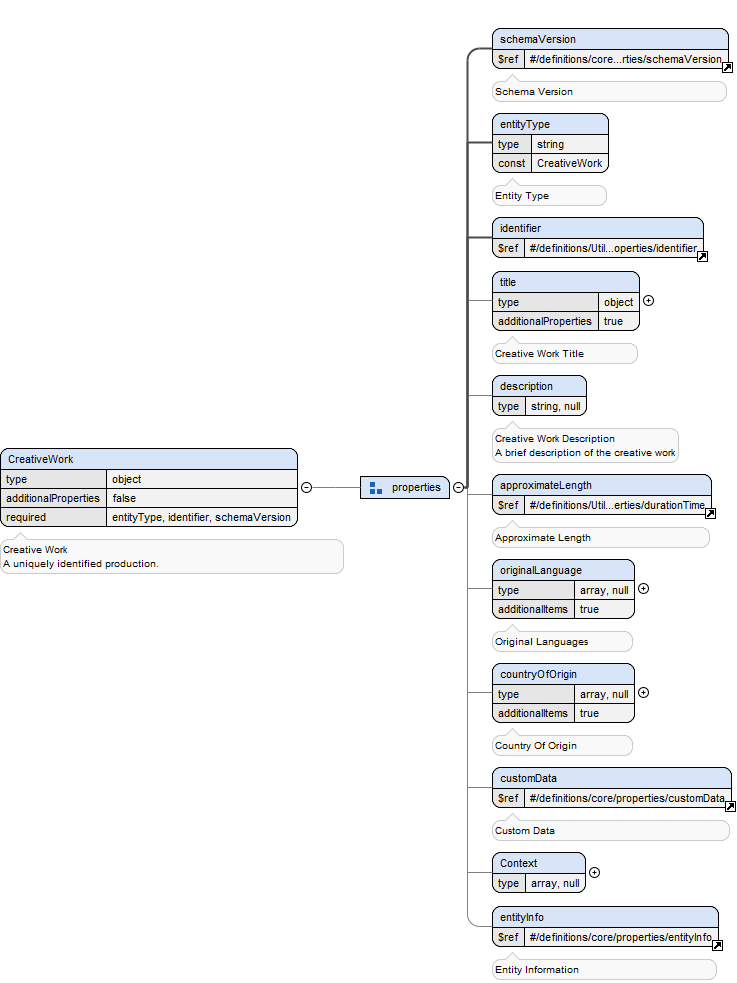 CreativeWork
type object
additionalProperties false
required entityType, identifier, schemaVersion
Creative Work
A uniquely identified production.
properties
schemaVersion
$ref #/definitions/core...rties/schemaVersion
Schema Version
entityType
type string
const CreativeWork
Entity Type
identifier
$ref #/definitions/Util...operties/identifier
title
type object
additionalProperties true
Creative Work Title
description
type string, null
Creative Work Description
A brief description of the creative work
approximateLength
$ref #/definitions/Util...erties/durationTime
Approximate Length
originalLanguage
type array, null
additionalItems true
Original Languages
countryOfOrigin
type array, null
additionalItems true
Country Of Origin
customData
$ref #/definitions/core/properties/customData
Custom Data
Context
type array, null
entityInfo
$ref #/definitions/core/properties/entityInfo
Entity Information